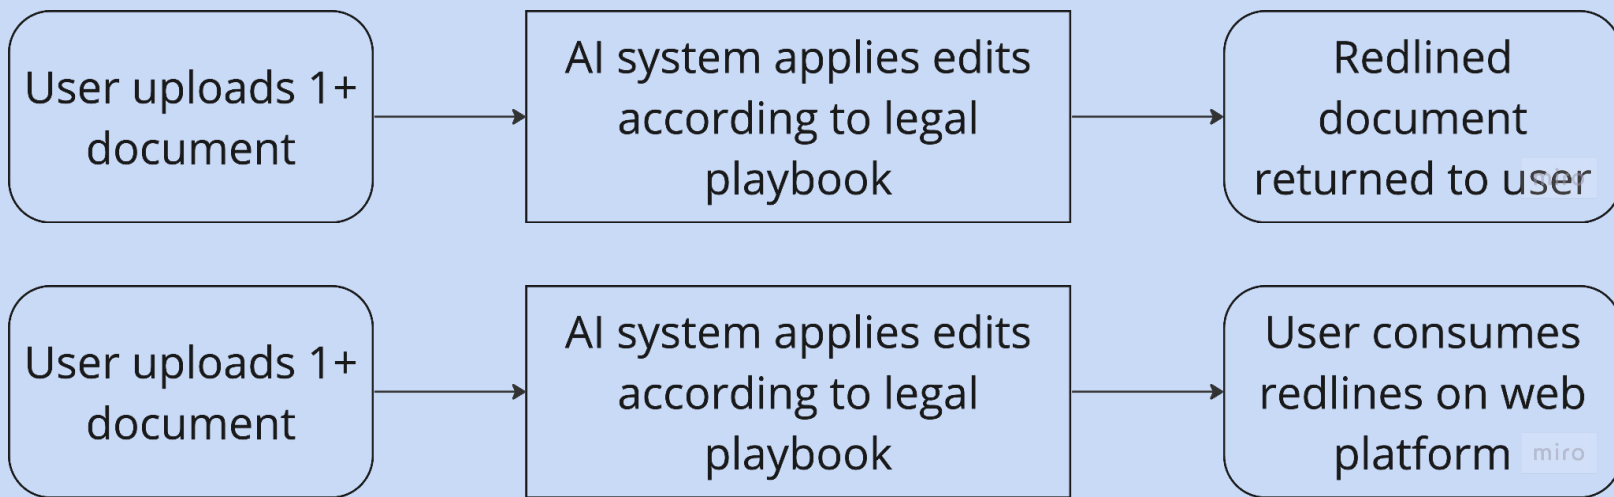 User uploads 1+
document
AI system applies edits
according to legal
playbook
Redlined
document
returned to user
miro
User uploads 1+
document
AI system applies edits
according to legal
playbook
User consumes
redlines on web
platform
miro